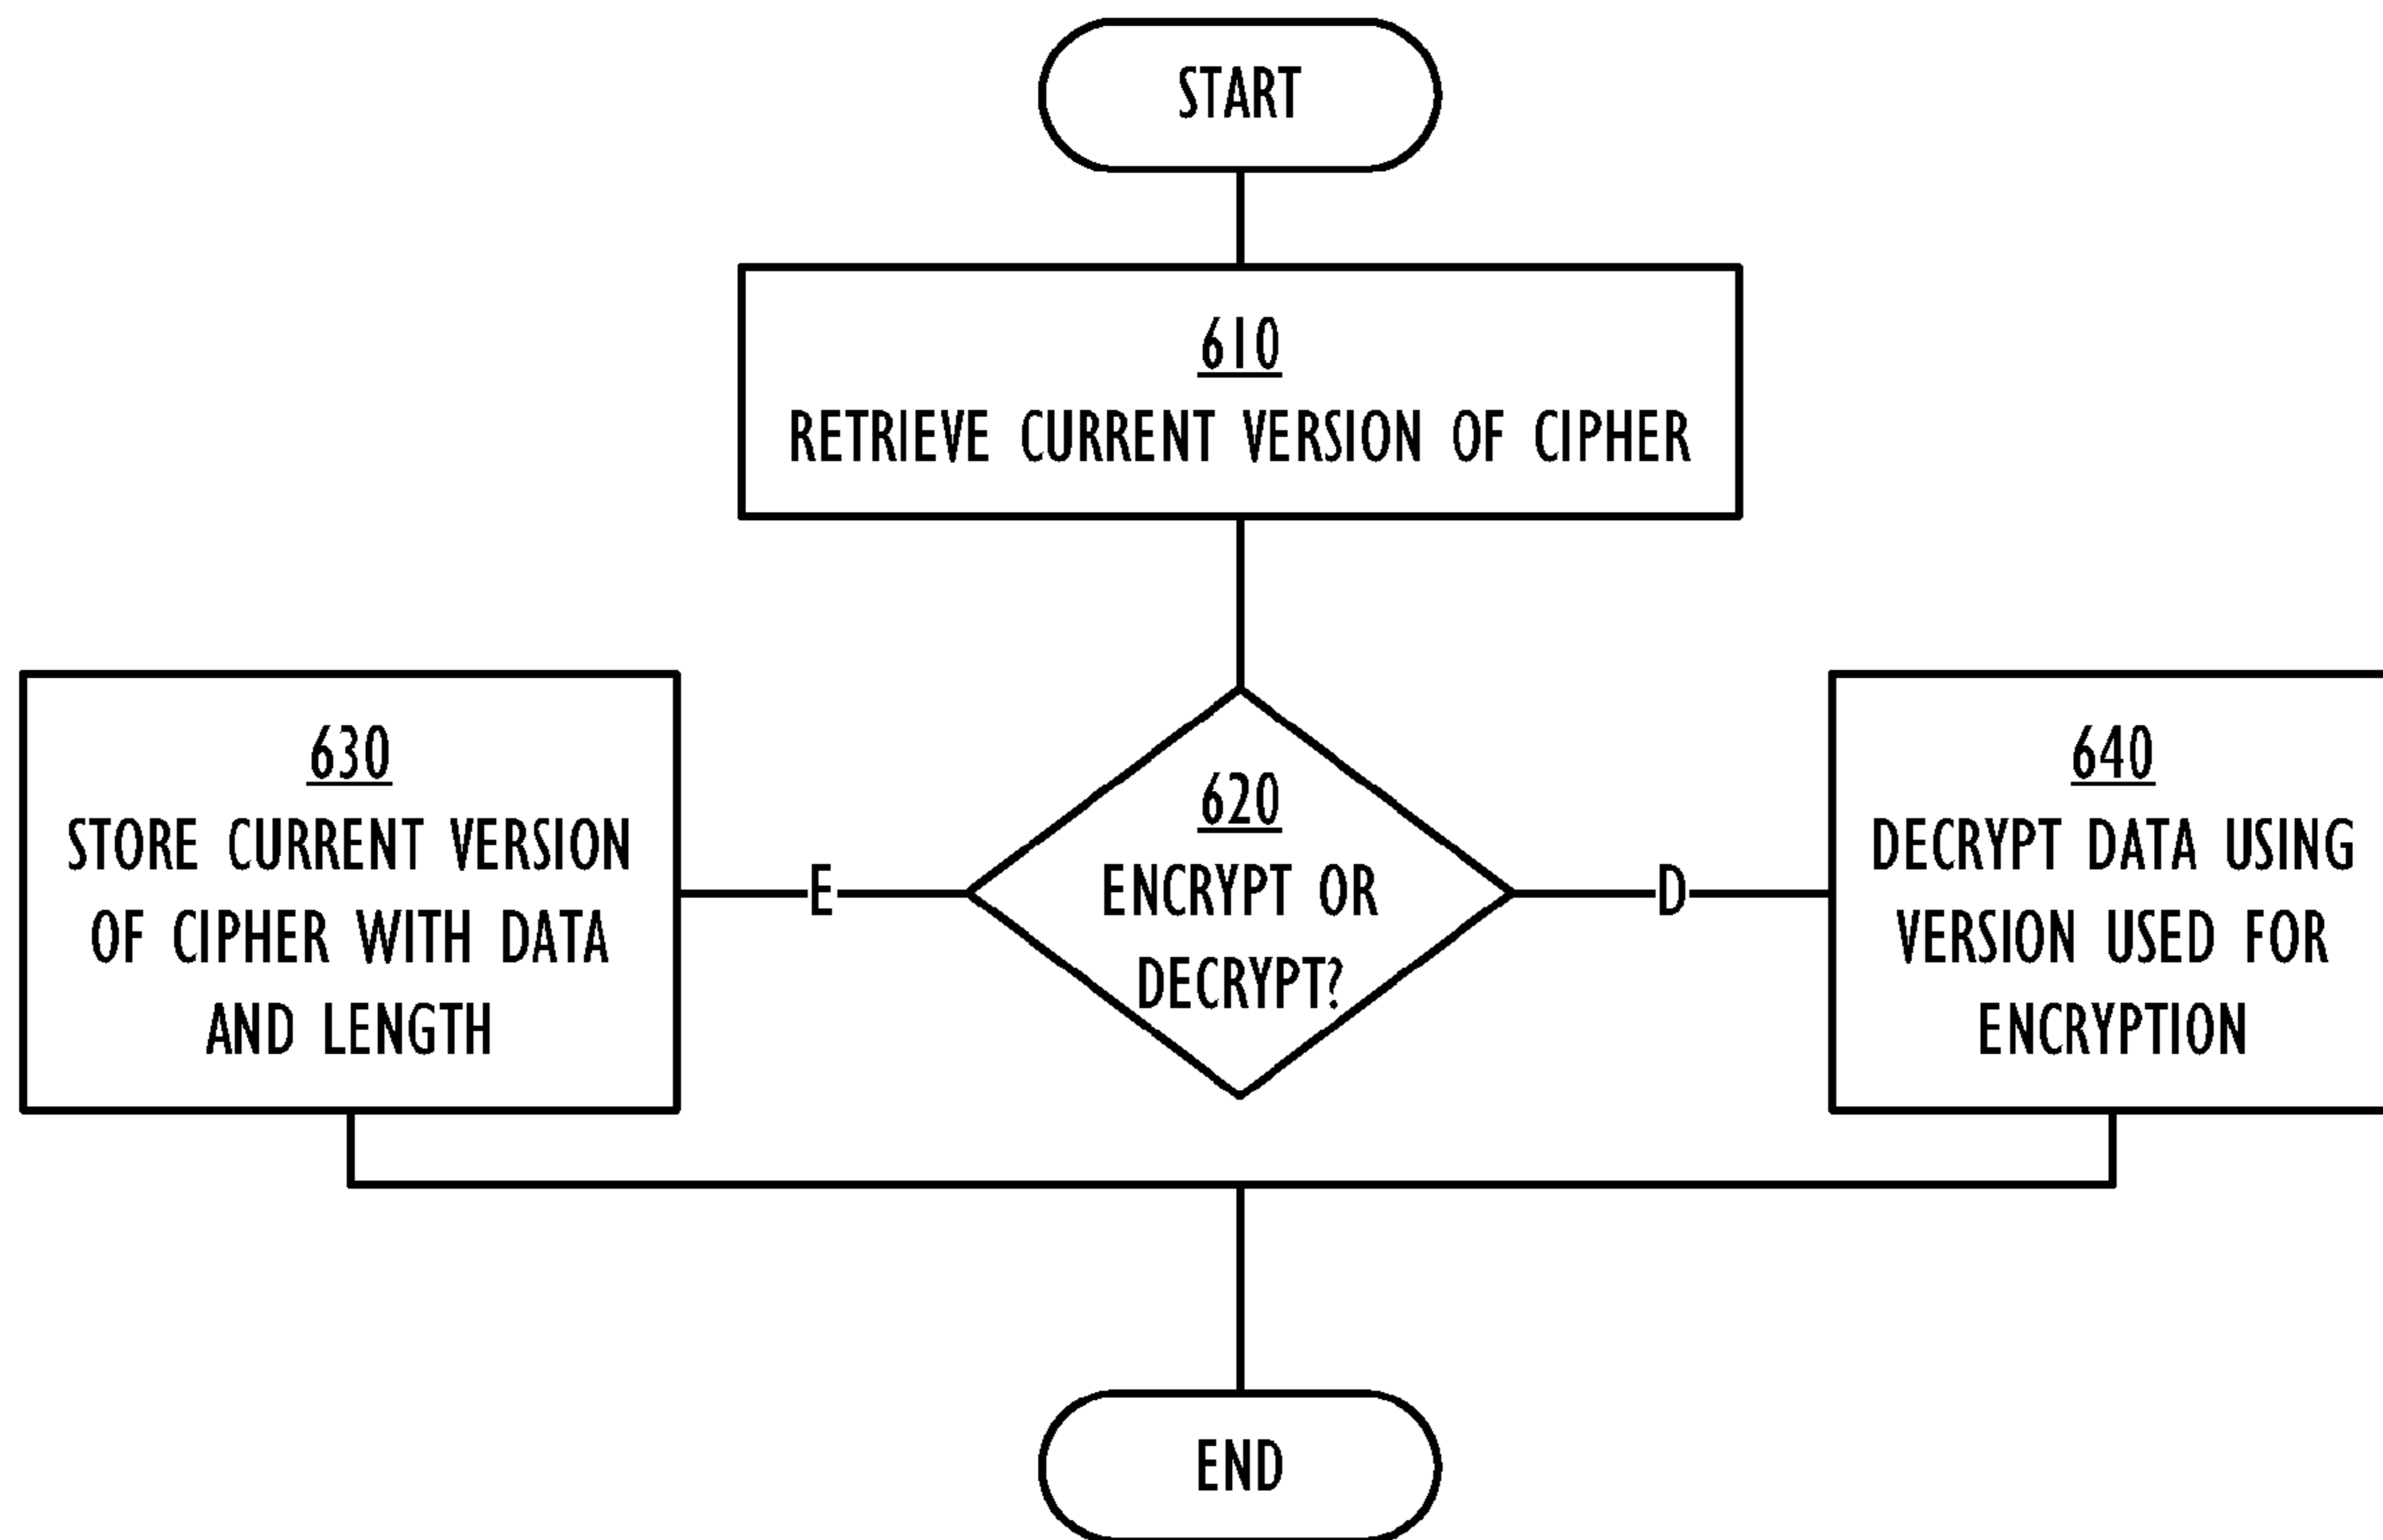 START
610
RETRIEVE CURRENT VERSION OF CIPHER
630
STORE CURRENT VERSION
OF CIPHER WITH DATA
AND LENGTH
E
620
ENCRYPT OR
DECRYPT?
D
640
DECRYPT DATA USING
VERSION USED FOR
ENCRYPTION
END